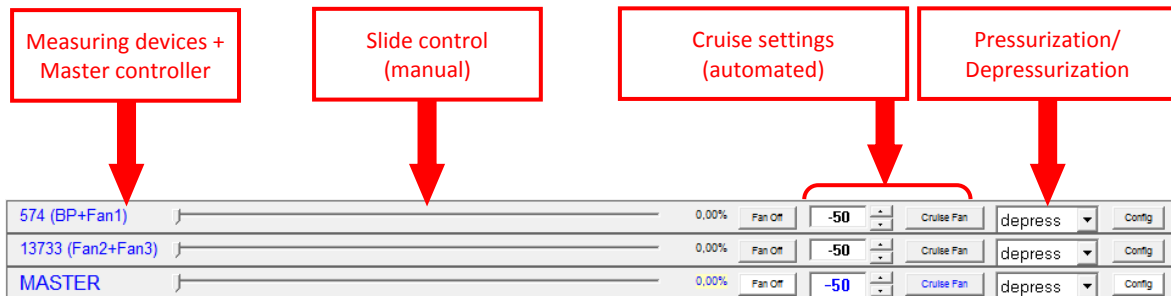 Measuring devices +
Master controller
Slide control
(manual)
Cruise settings
(automated)
Pressurization/
Depressurization
574 (BP+Fan1) 0,00% Fan Off -50 Cruise Fan depress Config
13733 (Fan2+Fan3) 0,00% Fan Off -50 Cruise Fan depress Config
MASTER 0,00% Fan Off -50 Cruise Fan depress Config